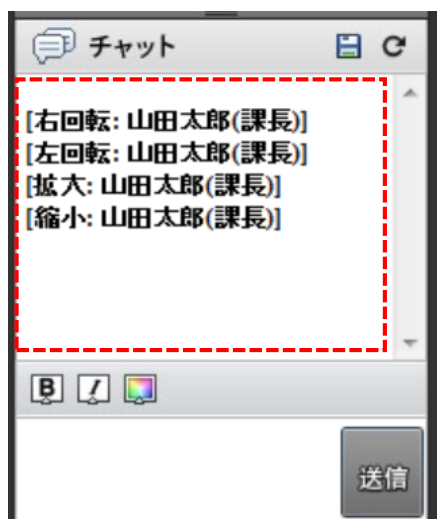 チャット
[右回転: 山田太郎(課長)]
[左回転: 山田太郎(課長)]
[拡大: 山田太郎(課長)]
[縮小: 山田太郎(課長)]
B I
送信